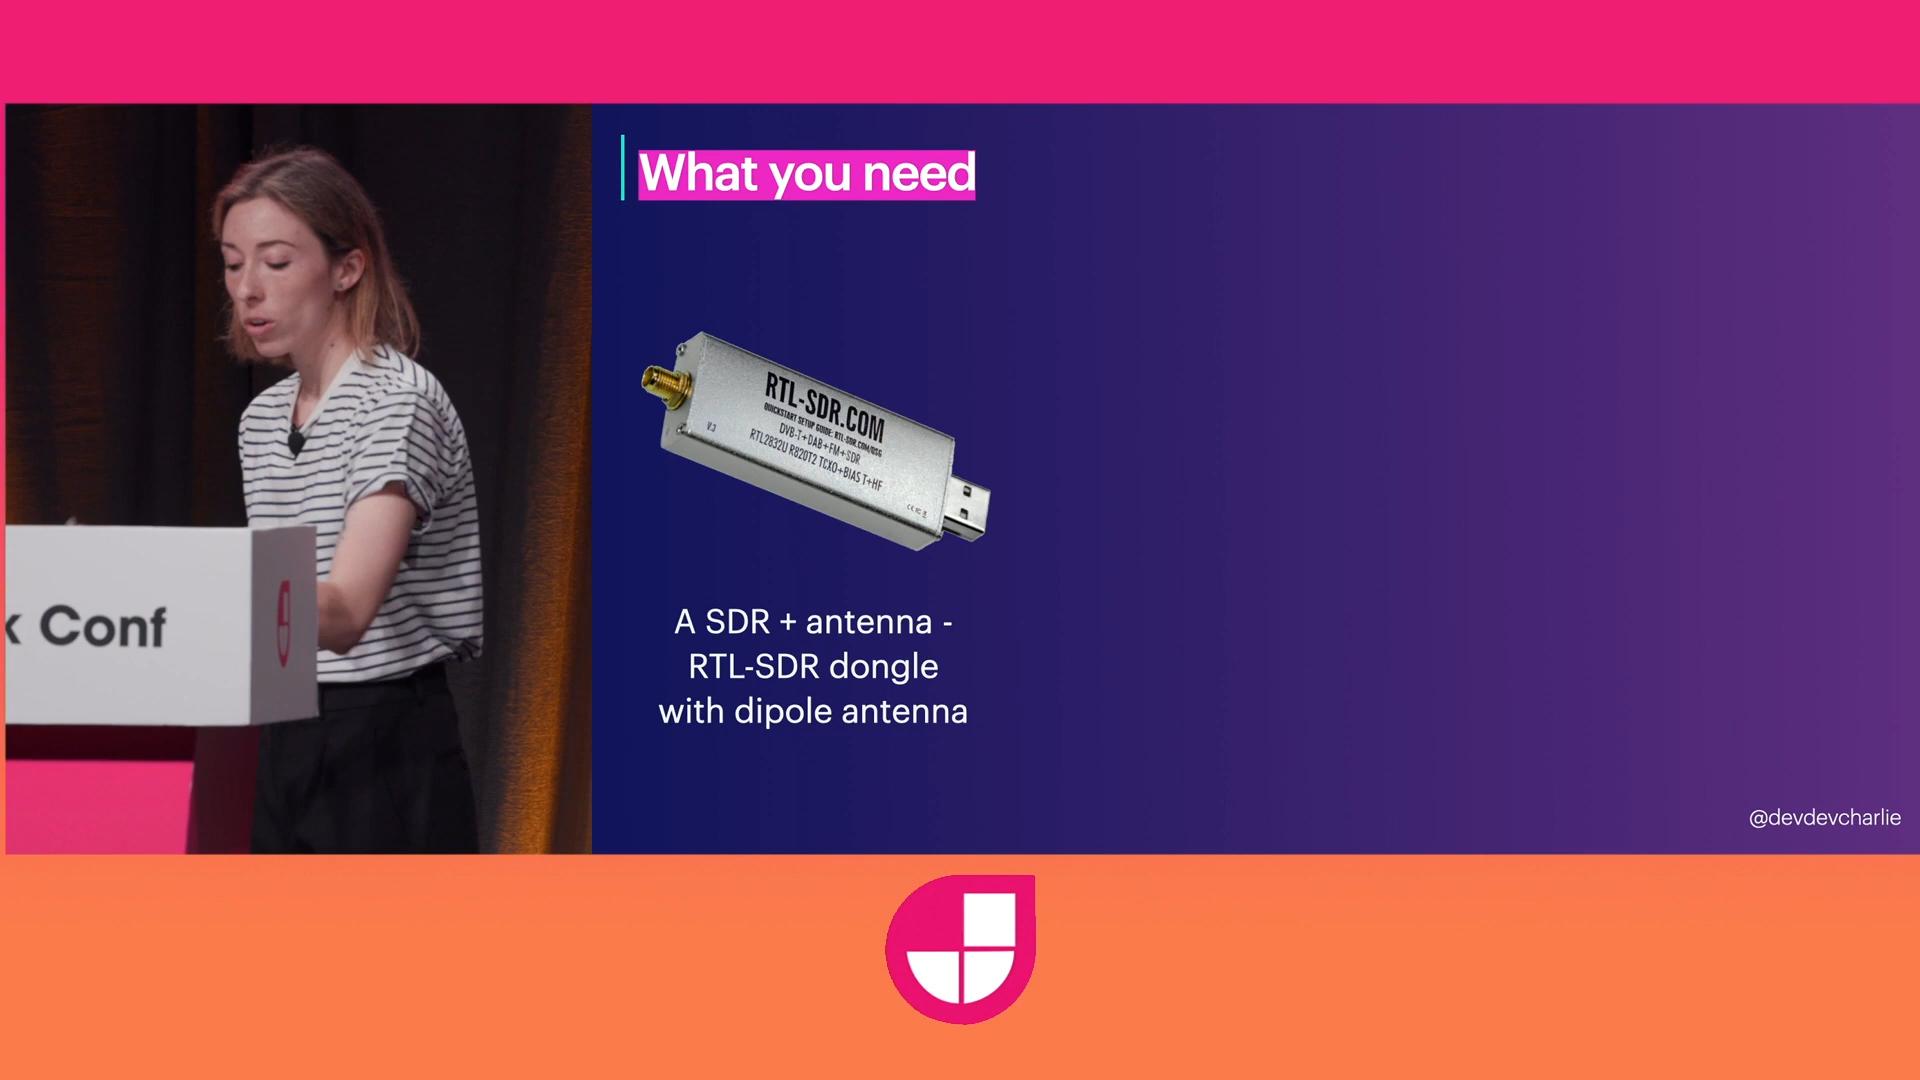 What you need
RTL-SDR.COM
QUICKSTART SETUP GUIDE: RTL-SDR.COM/QSG
DVB-T+DAB+FM+SDR
RTL2832U R820T2 TCXO+BIAS T+HF
V.3
A SDR + antenna -
RTL-SDR dongle
with dipole antenna
Conf
@devdevcharlie